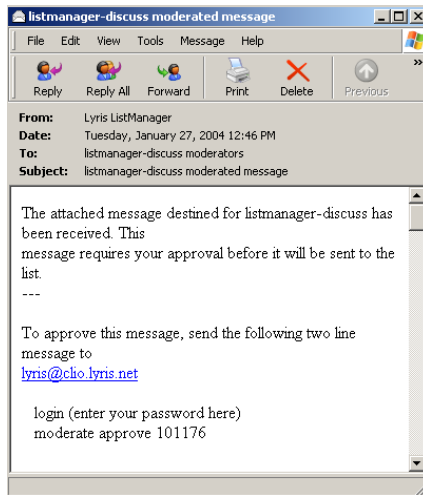 listmanager-discuss moderated message
File Edit View Tools Message Help
Reply Reply All Forward Print Delete Previous »
From: Lyris ListManager
Date: Tuesday, January 27, 2004 12:46 PM
To: listmanager-discuss moderators
Subject: listmanager-discuss moderated message
The attached message destined for listmanager-discuss has
been received. This
message requires your approval before it will be sent to the
list.
---
To approve this message, send the following two line
message to
lyris@clio.lyris.net
login (enter your password here)
moderate approve 101176